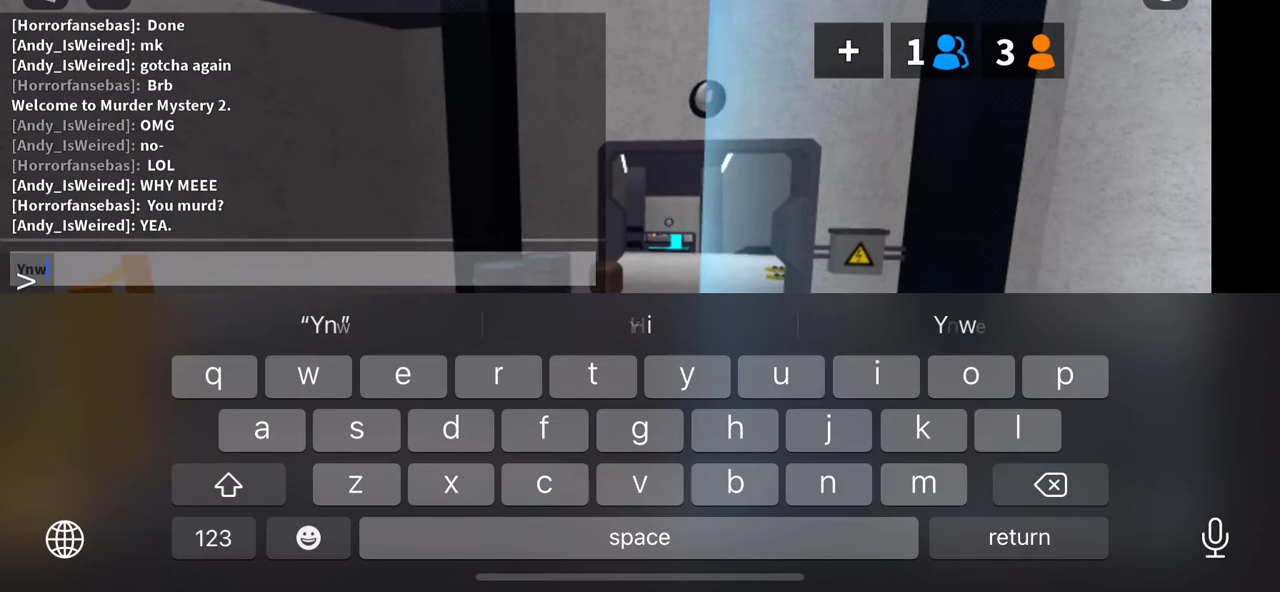 [Horrorfansebas]: Done
[Andy_IsWeired]: mk
[Andy_IsWeired]: gotcha again
[Horrorfansebas]: Brb
Welcome to Murder Mystery 2.
[Andy_IsWeired]: OMG
[Andy_IsWeired]: no-
[Horrorfansebas]: LOL
[Andy_IsWeired]: WHY MEEE
[Horrorfansebas]: You murd?
[Andy_IsWeired]: YEA.
+ 1 3
Ynw
>
q w e r t y u i o p
a s d f g h j k l
z x c v b n m
123 space return